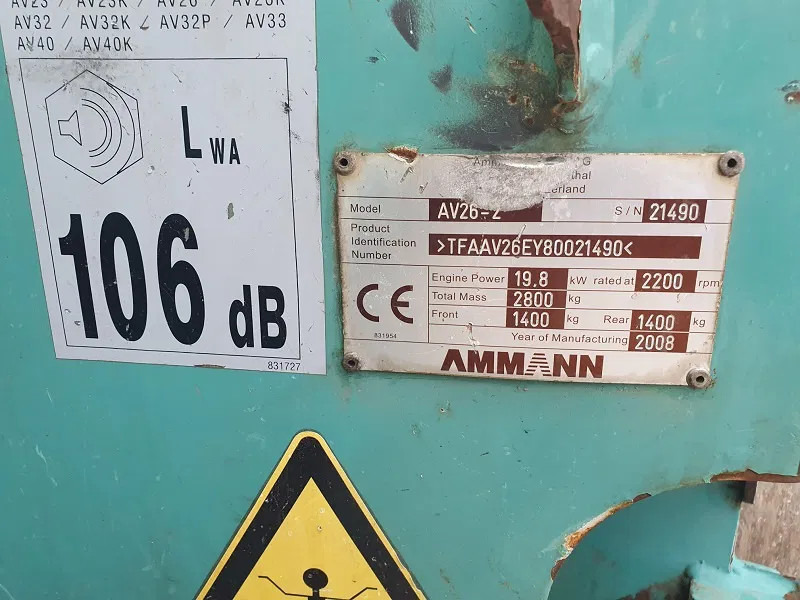 AV23 / AV23K / AV26 / AV26K
AV32 / AV32K / AV32P / AV33
AV40 / AV40K
LWA
106 dB
831727
Model AV26-2 S/N 21490
Product
Identification
Number >TFAAV26EY80021490<
Engine Power 19.8 kW rated at 2200 rpm
Total Mass 2800 kg
Front 1400 kg Rear 1400 kg
Year of Manufacturing 2008
CE
831954
AMMANN